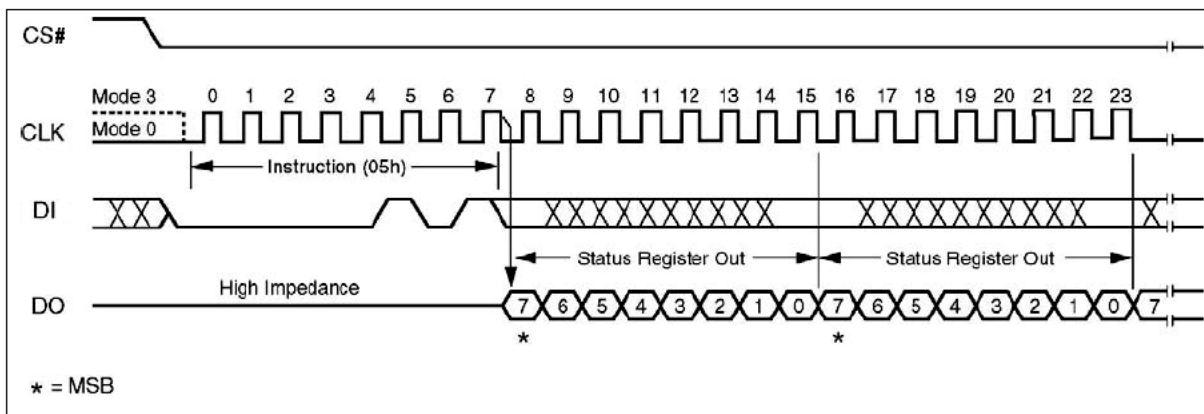 CS#
Mode 3
0 1 2 3 4 5 6 7 8 9 10 11 12 13 14 15 16 17 18 19 20 21 22 23
CLK
Mode 0
Instruction (05h)
DI
Status Register Out Status Register Out
High Impedance
DO
7 6 5 4 3 2 1 0 7 6 5 4 3 2 1 0 7
* *
* = MSB